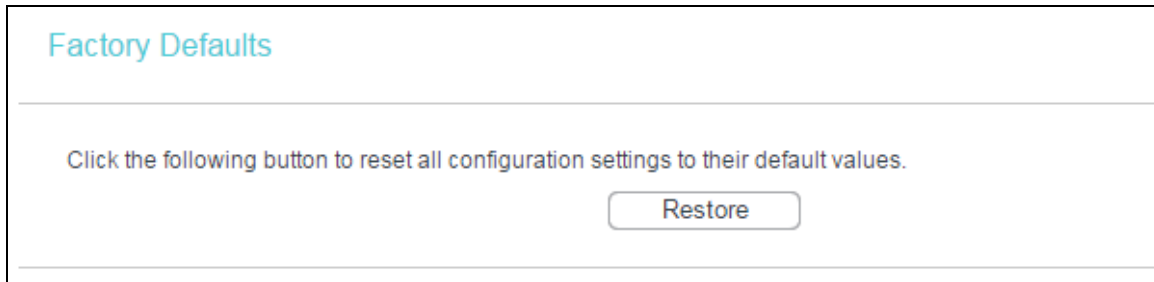 Factory Defaults
Click the following button to reset all configuration settings to their default values.
Restore